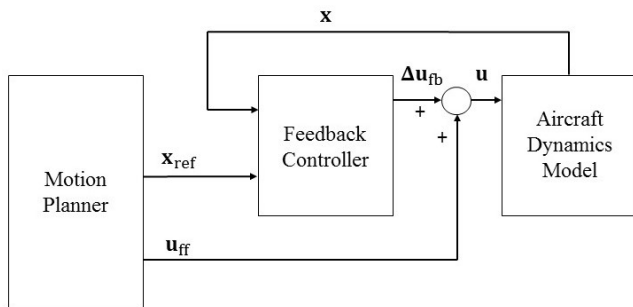 x
Δu_fb
u
+
+
Feedback
Controller
Aircraft
Dynamics
Model
Motion
Planner
x_ref
u_ff